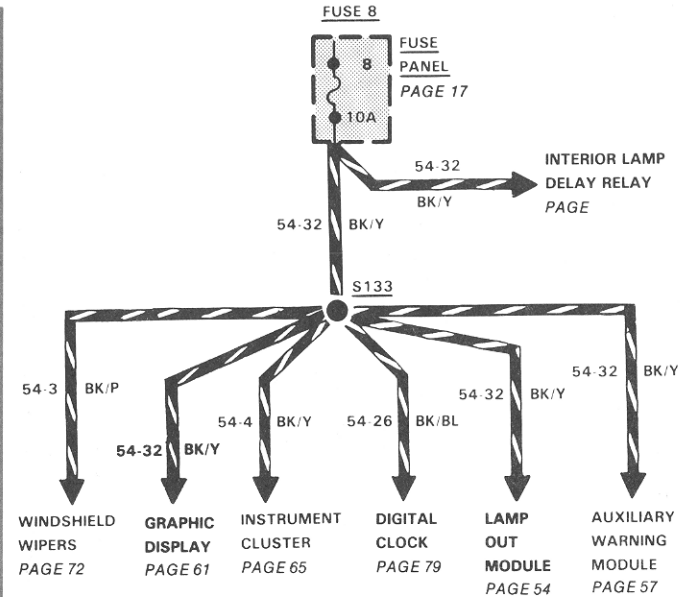 FUSE 8
FUSE
PANEL
PAGE 17
8
10A
54-32
BK/Y
INTERIOR LAMP
DELAY RELAY
PAGE
54-32 BK/Y
S133
54-3 BK/P
54-32 BK/Y
54-4 BK/Y
54-26 BK/BL
54-32 BK/Y
54-32 BK/Y
WINDSHIELD
WIPERS
PAGE 72
GRAPHIC
DISPLAY
PAGE 61
INSTRUMENT
CLUSTER
PAGE 65
DIGITAL
CLOCK
PAGE 79
LAMP
OUT
MODULE
PAGE 54
AUXILIARY
WARNING
MODULE
PAGE 57